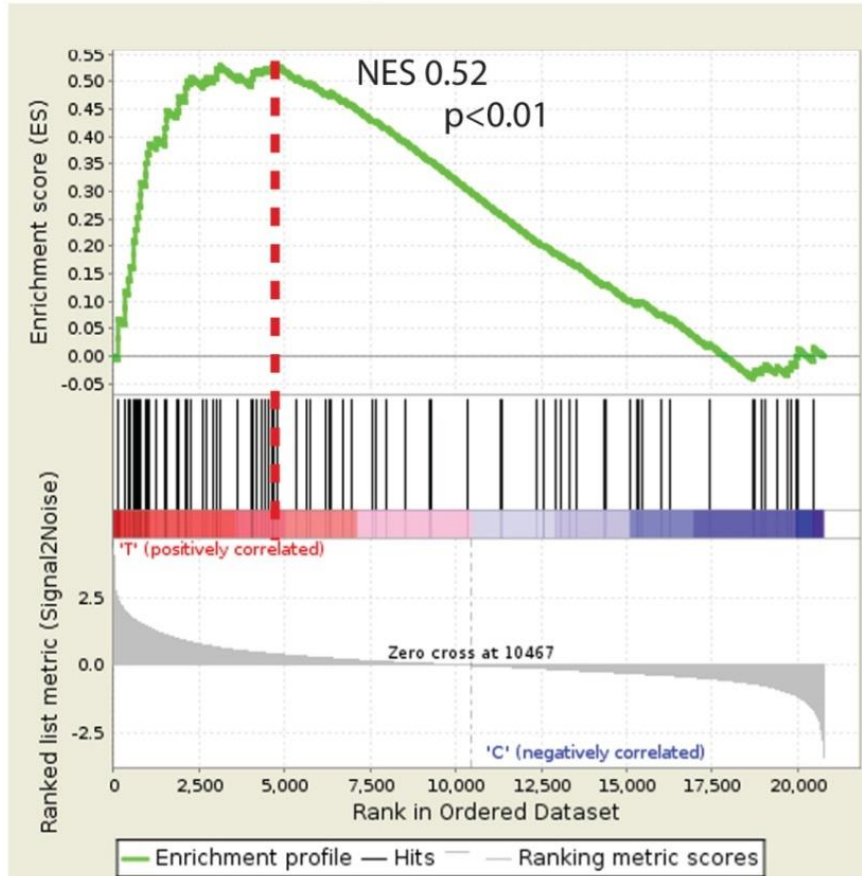 0.55
0.50
0.45
0.40
0.35
0.30
0.25
0.20
0.15
0.10
0.05
0.00
-0.05
Enrichment score (ES)
NES 0.52
p<0.01
'T' (positively correlated)
Ranked list metric (Signal2Noise)
2.5
0.0
-2.5
Zero cross at 10467
'C' (negatively correlated)
0 2,500 5,000 7,500 10,000 12,500 15,000 17,500 20,000
Rank in Ordered Dataset
Enrichment profile Hits Ranking metric scores